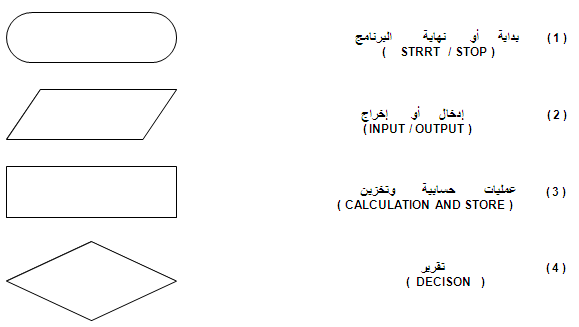 (1) بداية أو نهاية البرنامج
( STRRT / STOP )
(2) إدخال أو إخراج
(INPUT / OUTPUT )
(3) عمليات حسابية وتخزين
( CALCULATION AND STORE )
(4) تقرير
( DECISON )